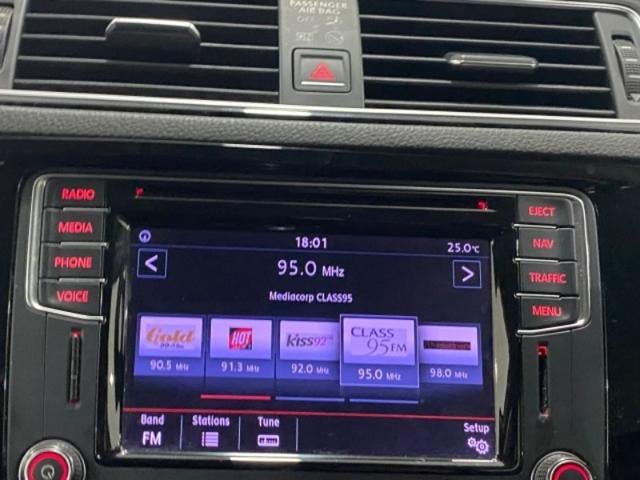 PASSENGER
AIR BAG
OFF
RADIO
MEDIA
PHONE
VOICE
EJECT
NAV
TRAFFIC
MENU
18:01
25.0°C
95.0 MHz
Mediacorp CLASS95
Gold
HOT
kiss92
CLASS
95FM
90.5 MHz
91.3 MHz
92.0 MHz
95.0 MHz
98.0 MHz
Band
FM
Stations
Tune
Setup